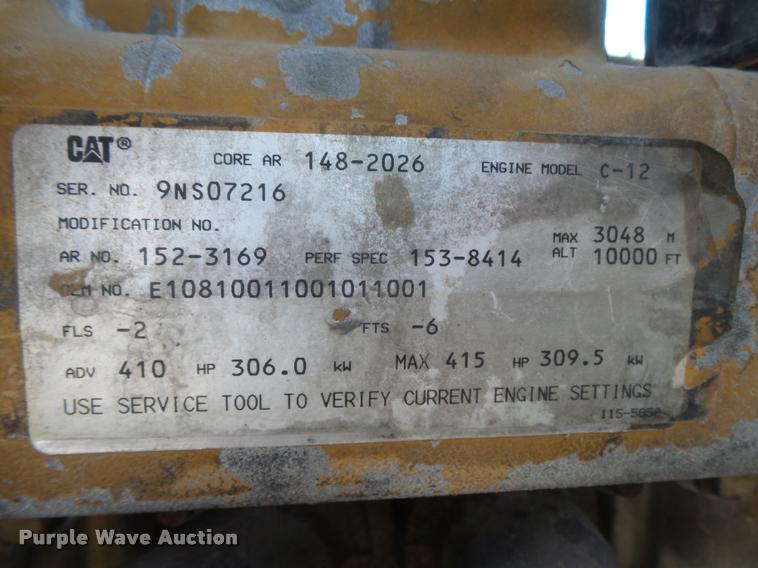 CAT®
CORE AR 148-2026 ENGINE MODEL C-12
SER. NO. 9NS07216
MODIFICATION NO.
MAX 3048 M
AR NO. 152-3169 PERF SPEC 153-8414 ALT 10000 FT
NO. E10810011001011001
FLS -2 FTS -6
ADV 410 HP 306.0 kW MAX 415 HP 309.5 kW
USE SERVICE TOOL TO VERIFY CURRENT ENGINE SETTINGS
Purple Wave Auction